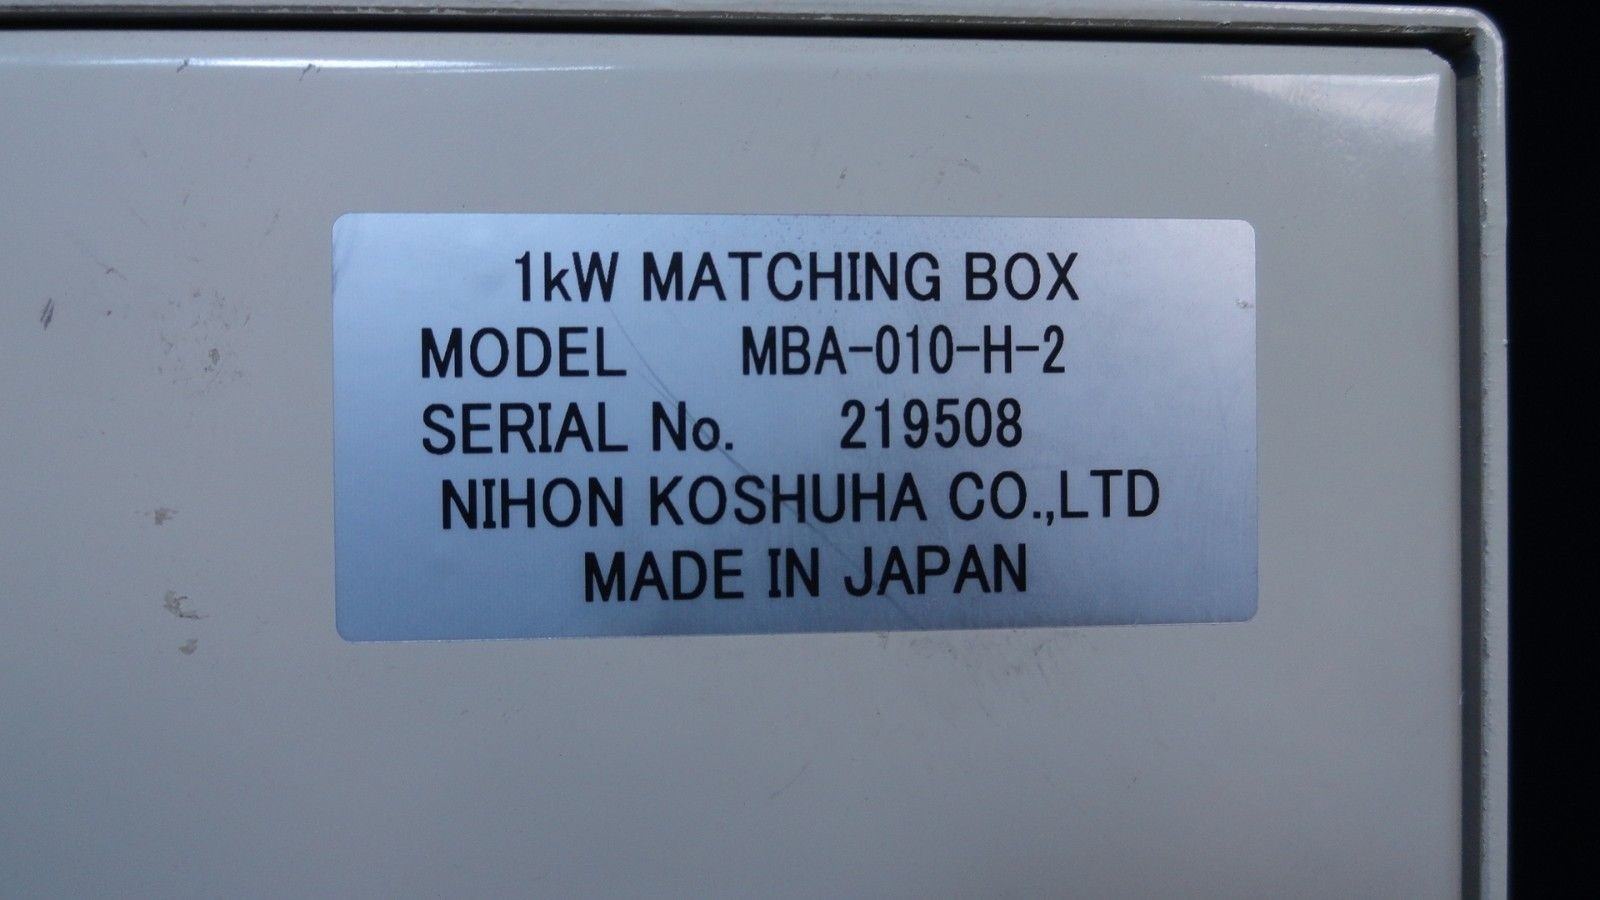 1kW MATCHING BOX
MODEL MBA-010-H-2
SERIAL No. 219508
NIHON KOSHUHA CO.,LTD
MADE IN JAPAN